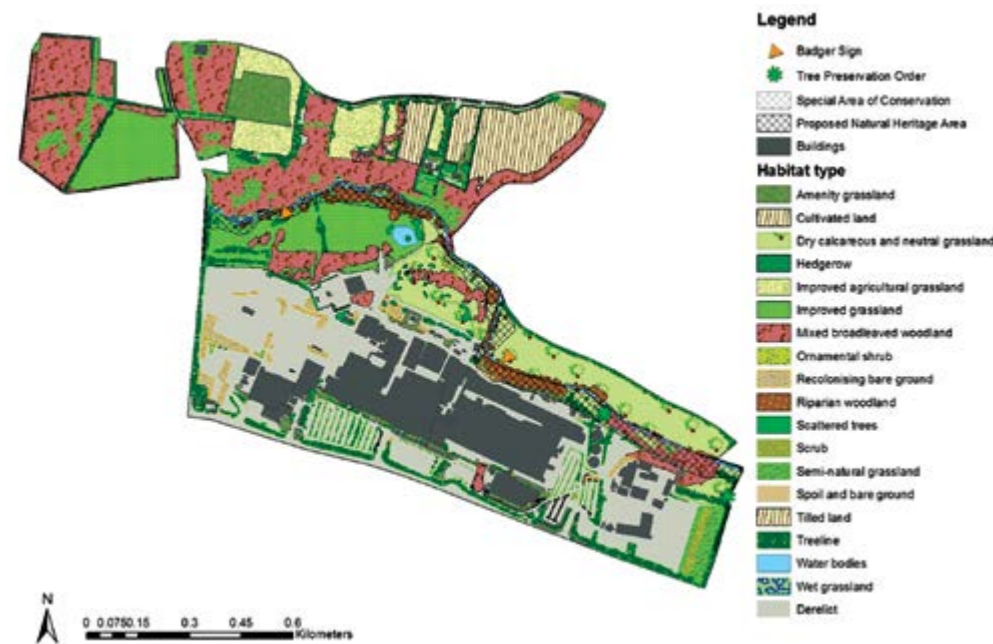 Legend
Badger Sign
Tree Preservation Order
Special Area of Conservation
Proposed Natural Heritage Area
Buildings
Habitat type
Amenity grassland
Cultivated land
Dry calcareous and neutral grassland
Hedgerow
Improved agricultural grassland
Improved grassland
Mixed broadleaved woodland
Ornamental shrub
Recolonising bare ground
Riparian woodland
Scattered trees
Scrub
Semi-natural grassland
Spoil and bare ground
Tilled land
Treeline
Water bodies
Wet grassland
Derelict
N
0 0.075 0.15 0.3 0.45 0.6
Kilometers